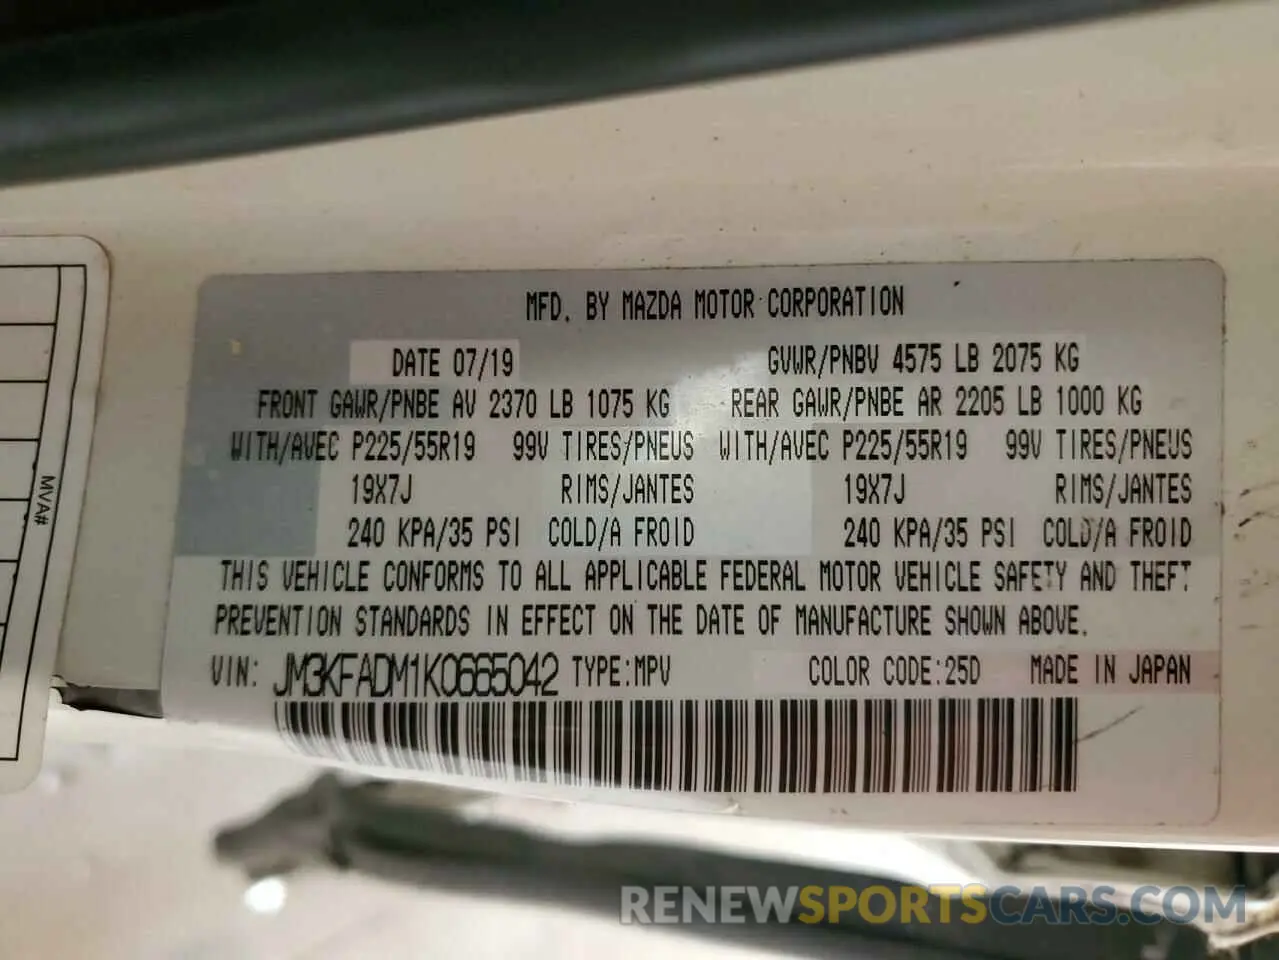 MFD. BY MAZDA MOTOR CORPORATION
DATE 07/19 GVWR/PNBV 4575 LB 2075 KG
FRONT GAWR/PNBE AV 2370 LB 1075 KG REAR GAWR/PNBE AR 2205 LB 1000 KG
WITH/AVEC P225/55R19 99V TIRES/PNEUS WITH/AVEC P225/55R19 99V TIRES/PNEUS
19X7J RIMS/JANTES 19X7J RIMS/JANTES
240 KPA/35 PSI COLD/A FROID 240 KPA/35 PSI COLD/A FROID
THIS VEHICLE CONFORMS TO ALL APPLICABLE FEDERAL MOTOR VEHICLE SAFETY AND THEFT
PREVENTION STANDARDS IN EFFECT ON THE DATE OF MANUFACTURE SHOWN ABOVE.
VIN: JM3KFADM1K0665042 TYPE:MPV COLOR CODE:25D MADE IN JAPAN
MVA#
RENEWSPORTSCARS.COM